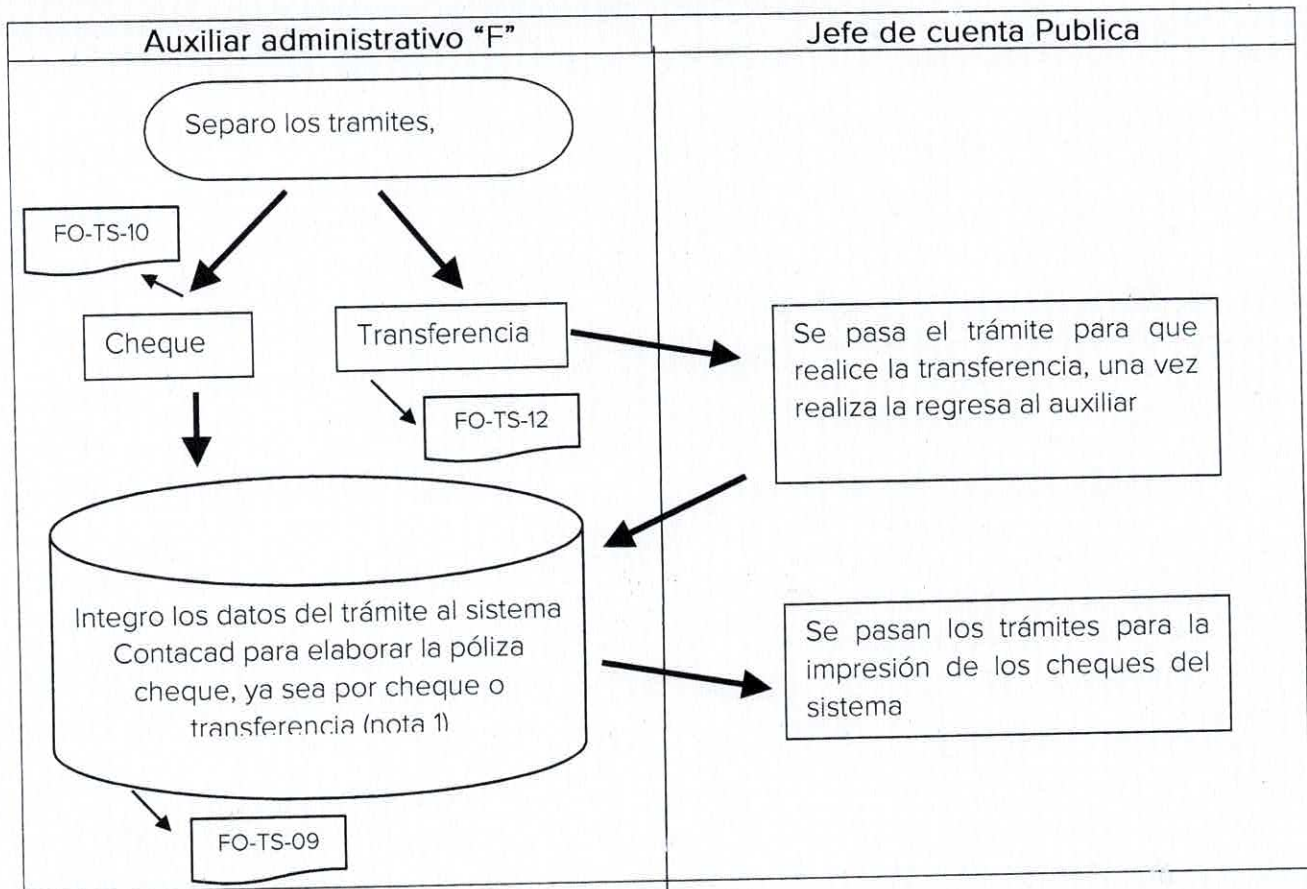 Auxiliar administrativo “F”
Jefe de cuenta Publica
Separo los tramites,
FO-TS-10
Cheque
Transferencia
FO-TS-12
Se pasa el trámite para que
realice la transferencia, una vez
realiza la regresa al auxiliar
Integro los datos del trámite al sistema
Contacad para elaborar la póliza
cheque, ya sea por cheque o
transferencia (nota 1)
Se pasan los trámites para la
impresión de los cheques del
sistema
FO-TS-09